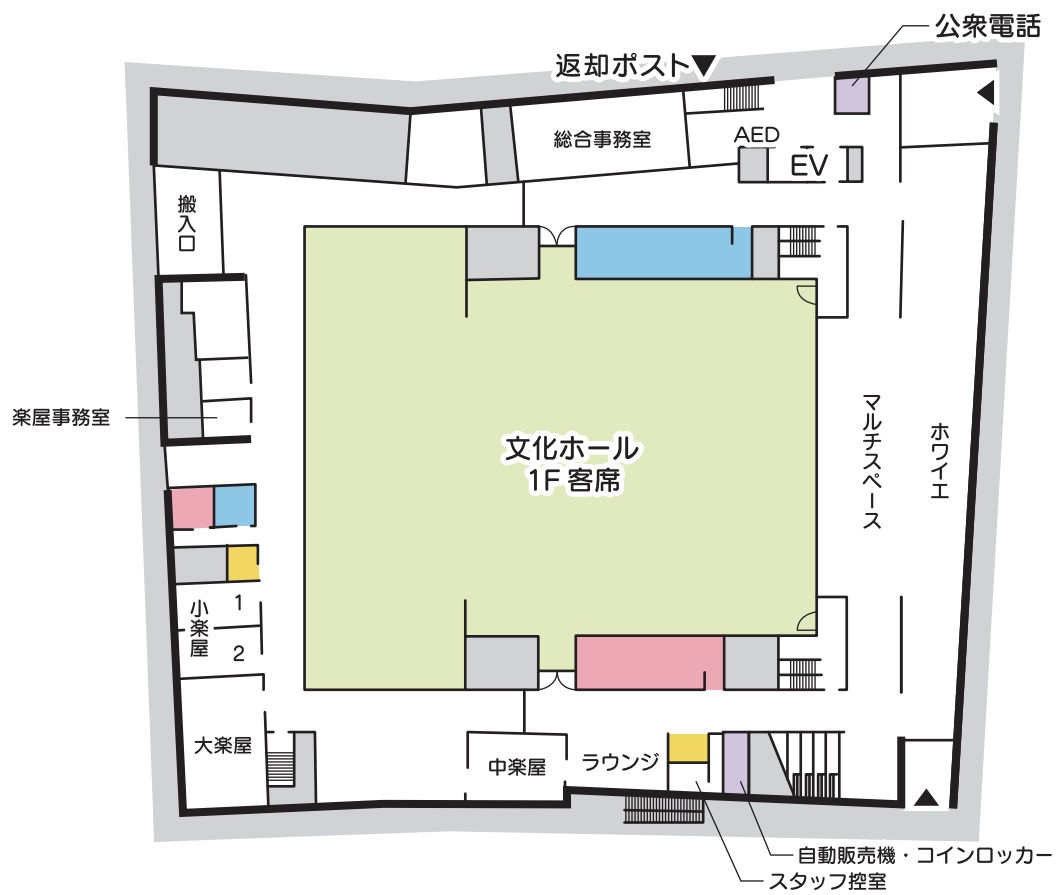 公衆電話
返却ポスト▼
総合事務室
AED
EV
搬入口
楽屋事務室
文化ホール
1F 客席
マルチスペース
ホワイエ
小楽屋
1
2
大楽屋
中楽屋
ラウンジ
自動販売機・コインロッカー
スタッフ控室